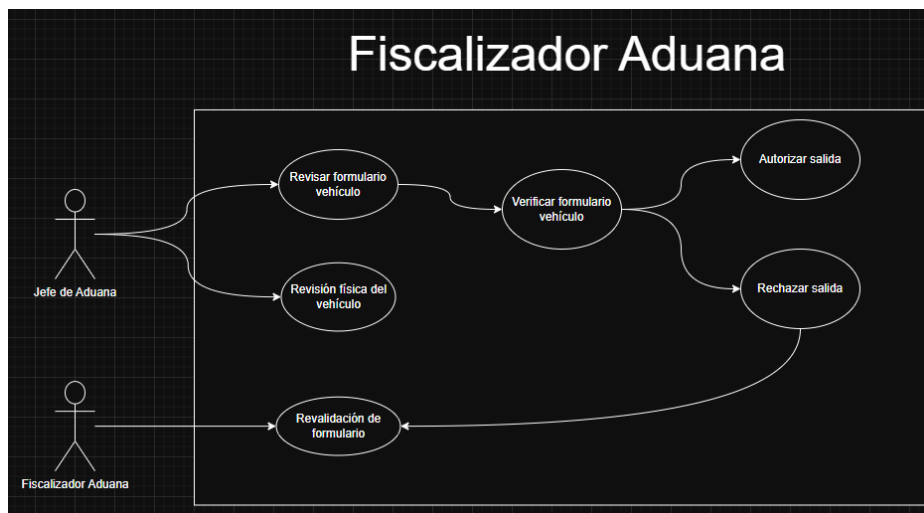 Fiscalizador Aduana
Autorizar salida
Revisar formulario
vehículo
Verificar formulario
vehículo
Jefe de Aduana
Revisión física del
vehículo
Rechazar salida
Revalidación de
formulario
Fiscalizador Aduana